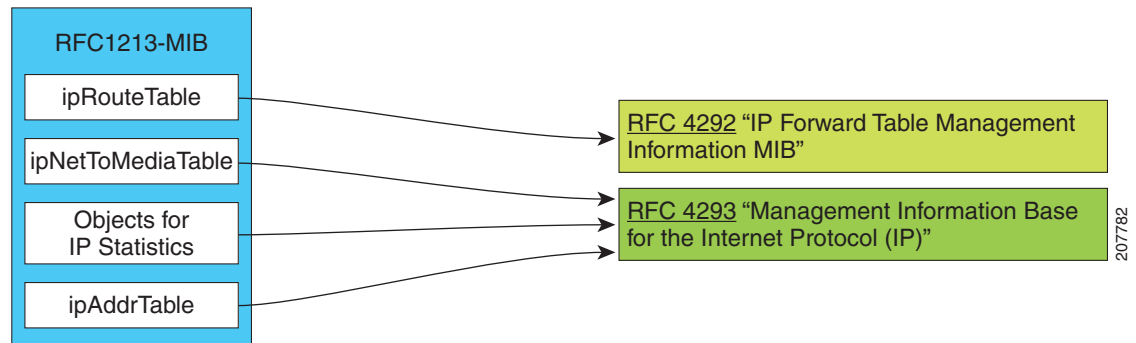 RFC1213-MIB
ipRouteTable
ipNetToMediaTable
Objects for
IP Statistics
ipAddrTable
RFC 4292 “IP Forward Table Management
Information MIB”
RFC 4293 “Management Information Base
for the Internet Protocol (IP)”
207782